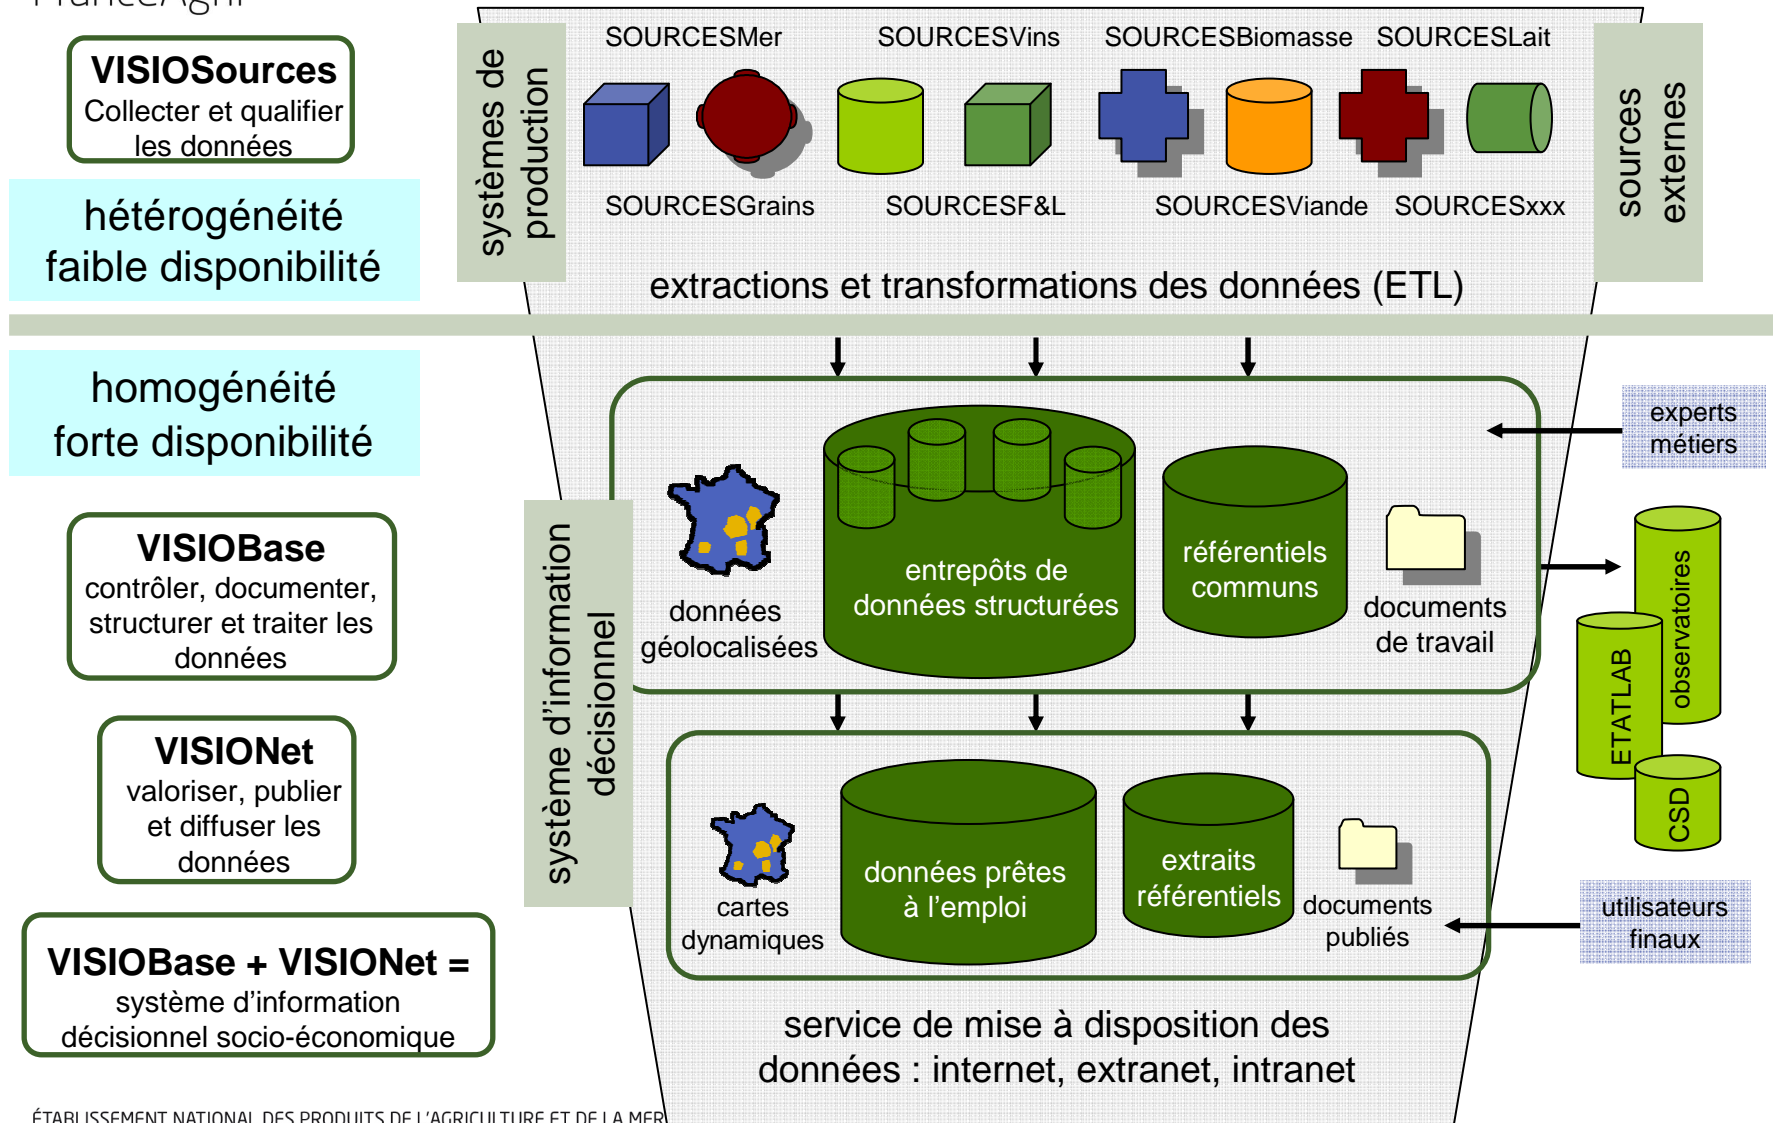 FranceAgri
VISIOSources
Collecter et qualifier
les données
hétérogénéité
faible disponibilité
systèmes de
production
SOURCESMer
SOURCESVins
SOURCESBiomasse
SOURCESLait
SOURCESGrains
SOURCESF&L
SOURCESViande
SOURCESxxx
sources
externes
extractions et transformations des données (ETL)
homogénéité
forte disponibilité
VISIOBase
contrôler, documenter,
structurer et traiter les
données
système d'information
décisionnel
données
géolocalisées
entrepôts de
données structurées
référentiels
communs
documents
de travail
experts
métiers
observatoires
ETATLAB
CSD
VISIONet
valoriser, publier
et diffuser les
données
cartes
dynamiques
données prêtes
à l'emploi
extraits
référentiels
documents
publiés
utilisateurs
finaux
VISIOBase + VISIONet =
système d'information
décisionnel socio-économique
service de mise à disposition des
données : internet, extranet, intranet
ÉTABLISSEMENT NATIONAL DES PRODUITS DE L'AGRICULTURE ET DE LA MER